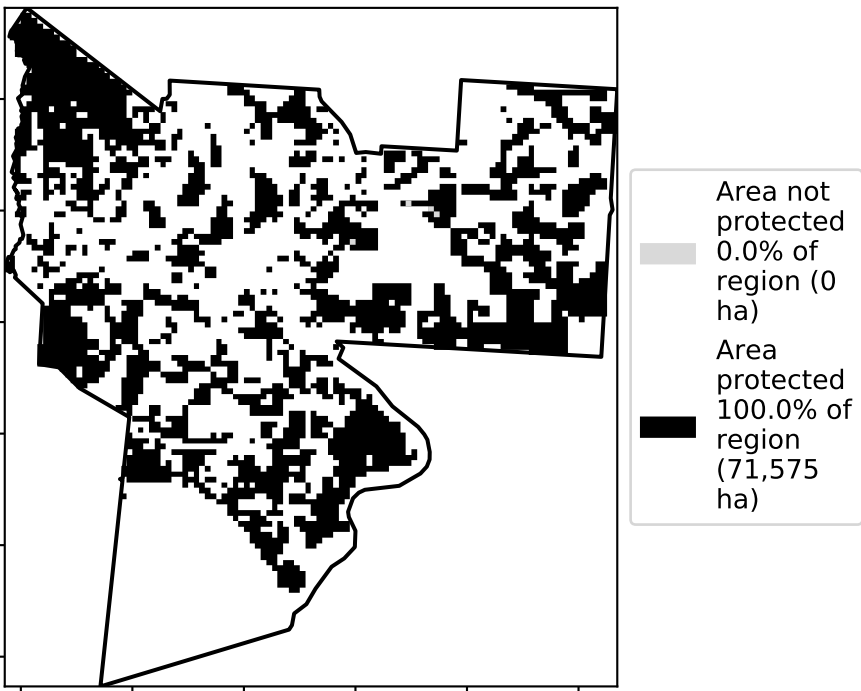 Area not
protected
0.0% of
region (0
ha)
Area
protected
100.0% of
region
(71,575
ha)